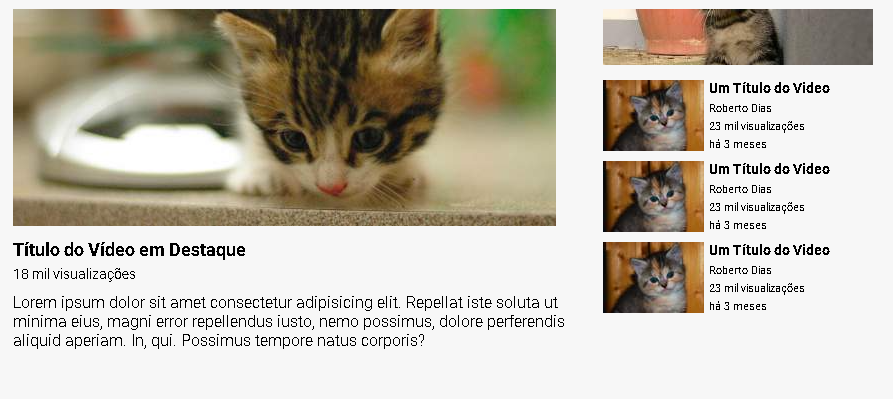 Título do Vídeo em Destaque
18 mil visualizações
Lorem ipsum dolor sit amet consectetur adipisicing elit. Repellat iste soluta ut
minima eius, magni error repellendus iusto, nemo possimus, dolore perferendis
aliquid aperiam. In, qui. Possimus tempore natus corporis?
Um Título do Video
Roberto Dias
23 mil visualizações
há 3 meses
Um Título do Video
Roberto Dias
23 mil visualizações
há 3 meses
Um Título do Video
Roberto Dias
23 mil visualizações
há 3 meses